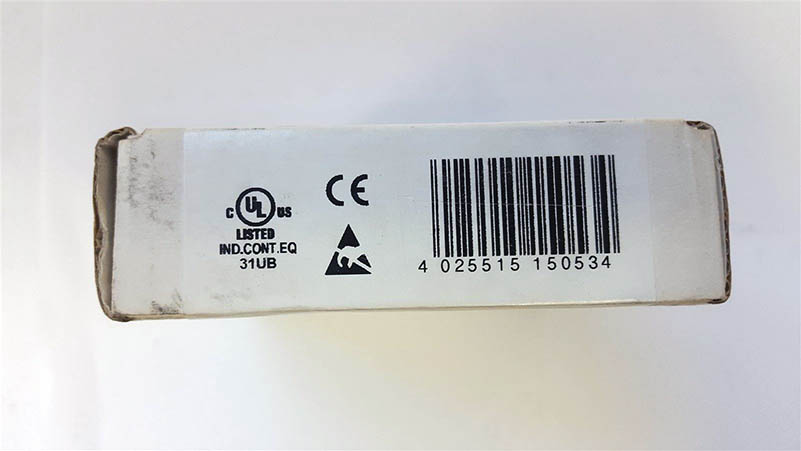 C UL US
LISTED
IND.CONT.EQ
31UB
CE
4 025515 150534